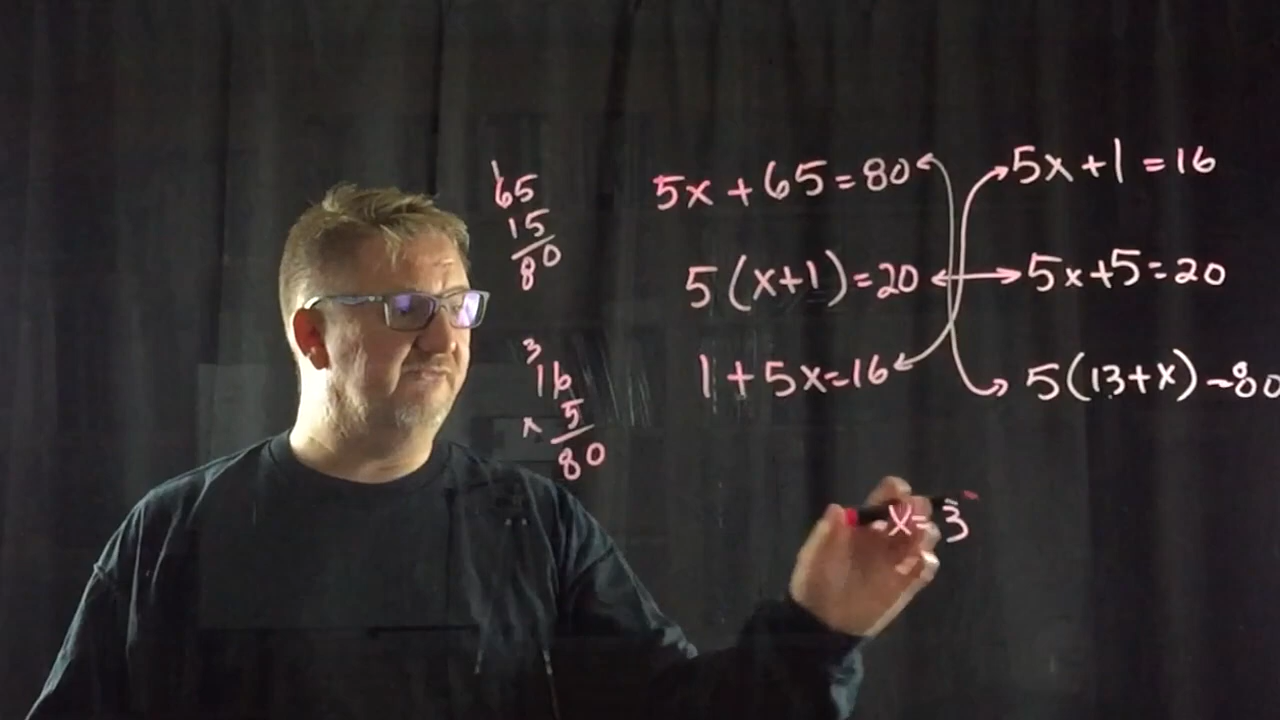 1
65
15
80
3
16
x 5
80
5x + 65 = 80
5(x+1) = 20
1 + 5x = 16
5x + 1 = 16
5x + 5 = 20
5(13 + x) = 80
x = 3